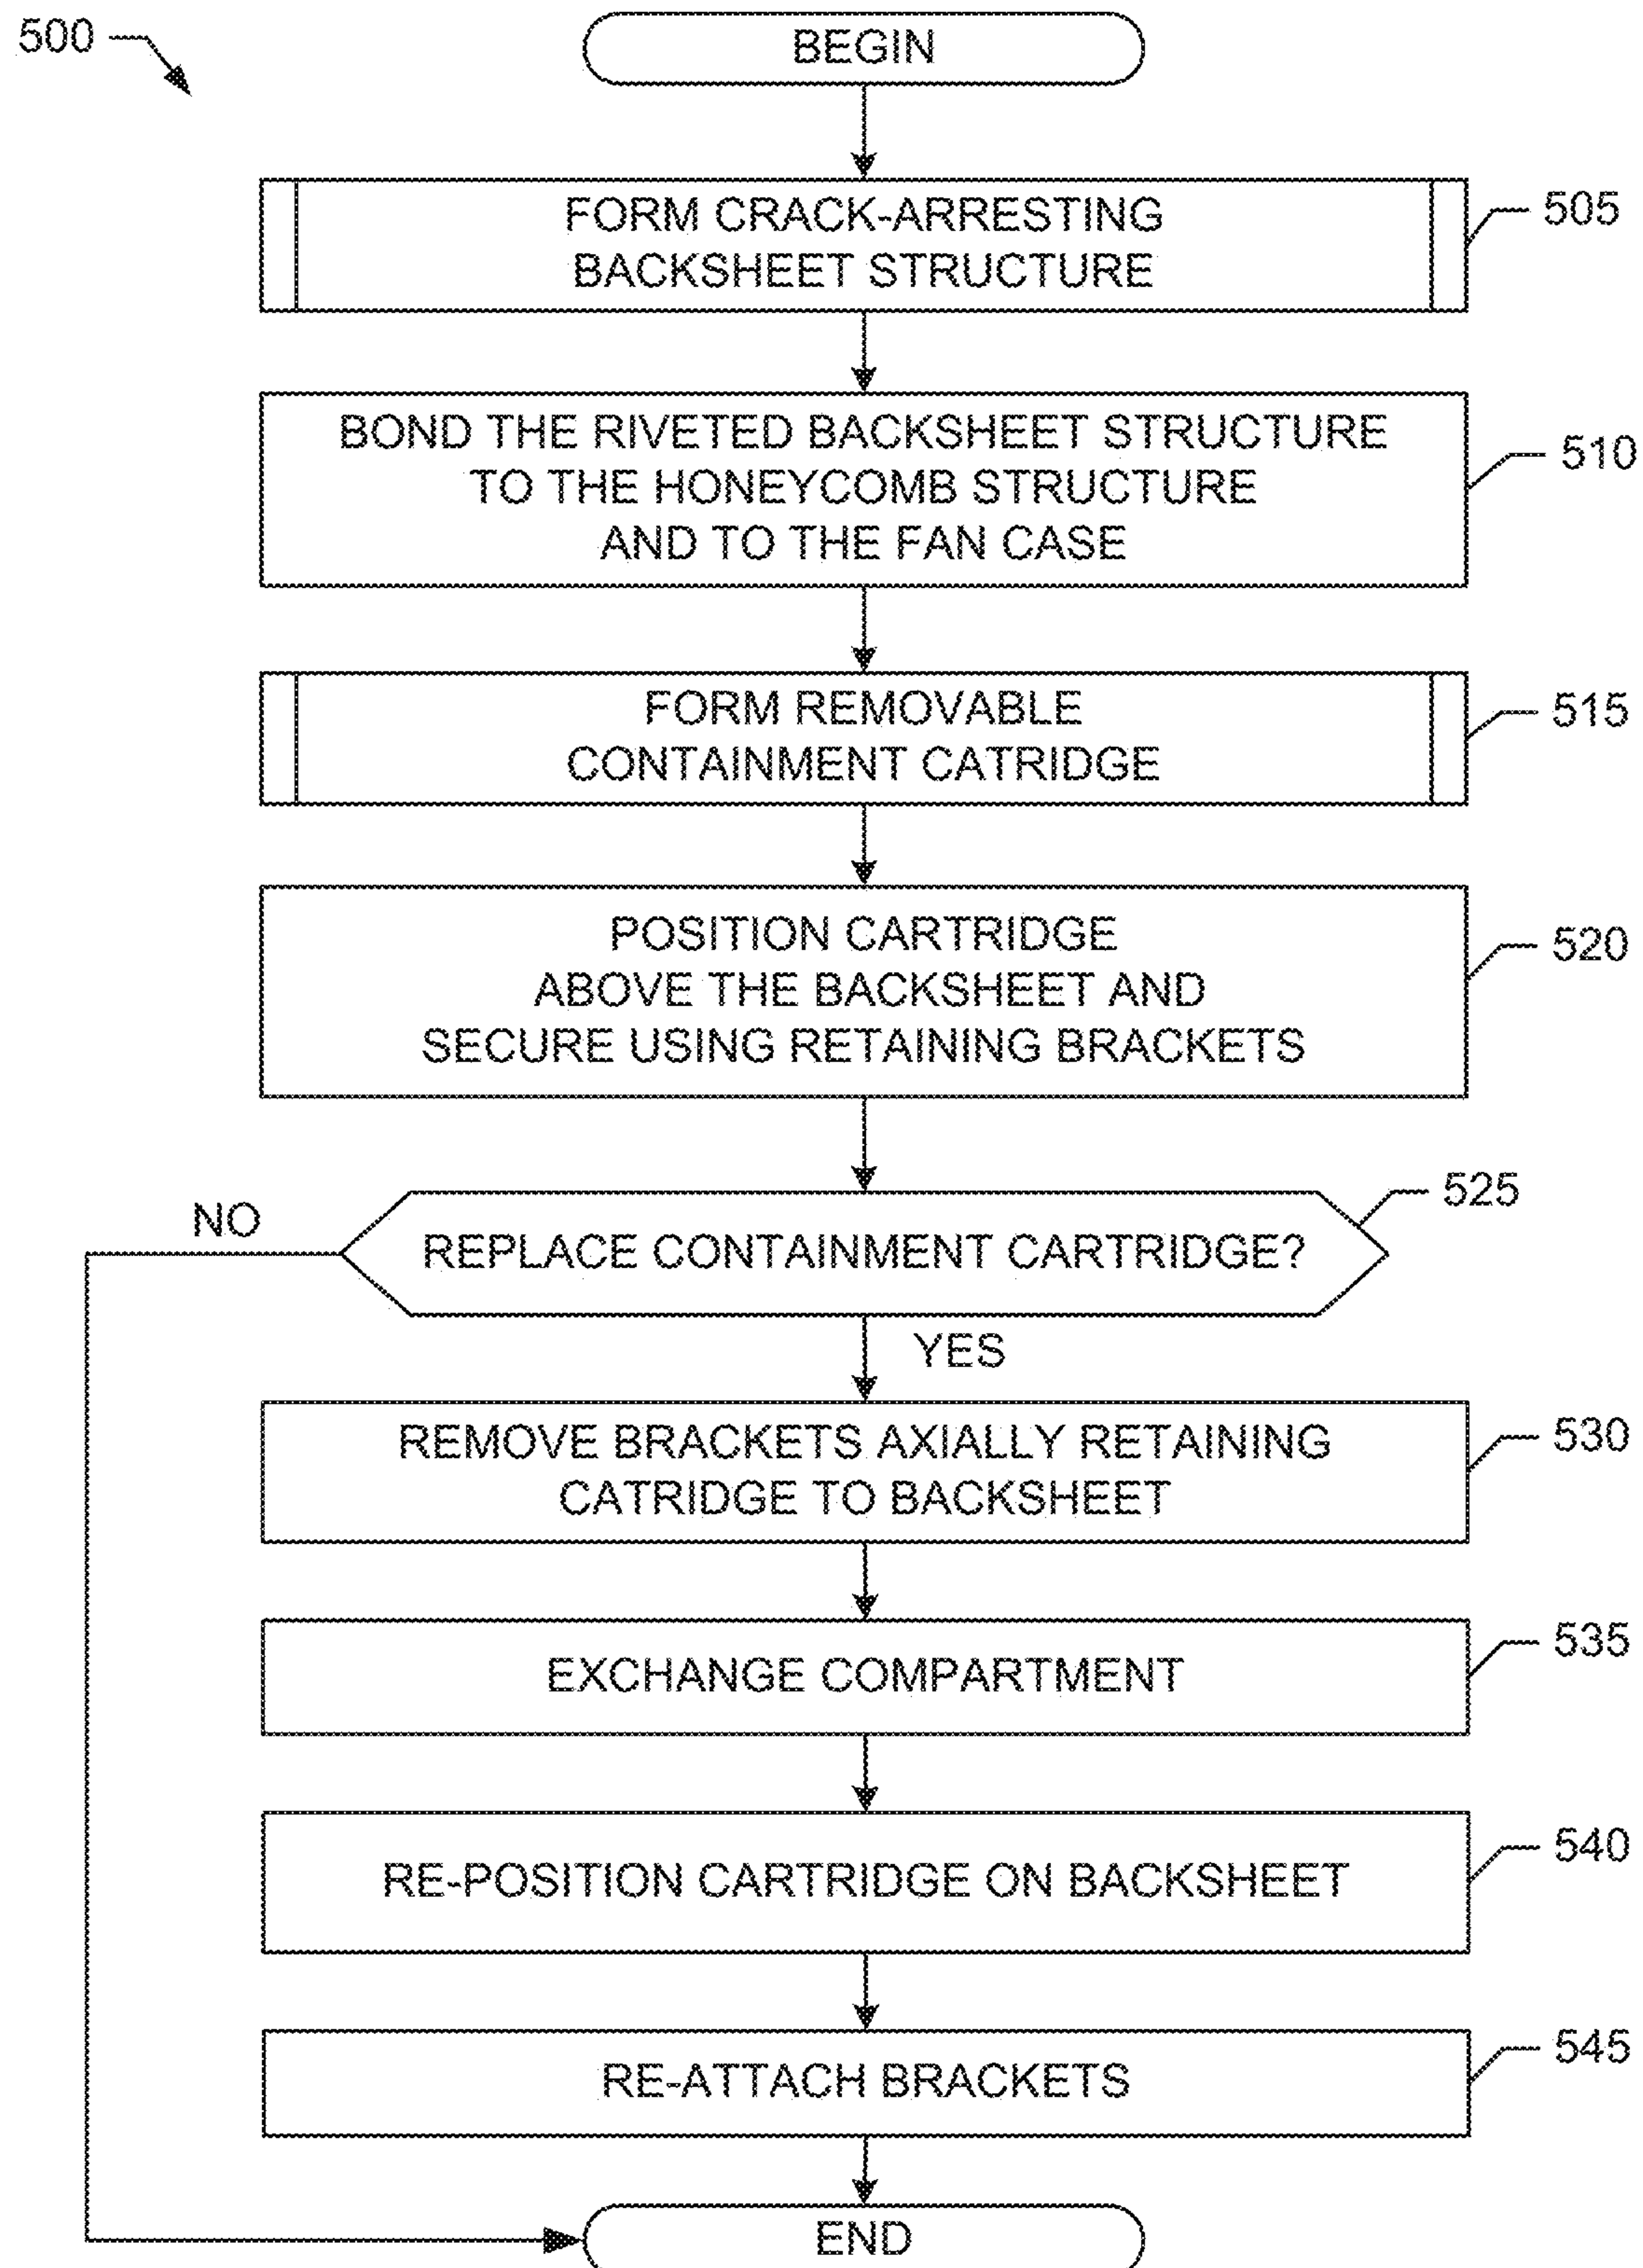 500
BEGIN
FORM CRACK-ARRESTING
BACKSHEET STRUCTURE
505
BOND THE RIVETED BACKSHEET STRUCTURE
TO THE HONEYCOMB STRUCTURE
AND TO THE FAN CASE
510
FORM REMOVABLE
CONTAINMENT CATRIDGE
515
POSITION CARTRIDGE
ABOVE THE BACKSHEET AND
SECURE USING RETAINING BRACKETS
520
NO
REPLACE CONTAINMENT CARTRIDGE?
525
YES
REMOVE BRACKETS AXIALLY RETAINING
CATRIDGE TO BACKSHEET
530
EXCHANGE COMPARTMENT
535
RE-POSITION CARTRIDGE ON BACKSHEET
540
RE-ATTACH BRACKETS
545
END